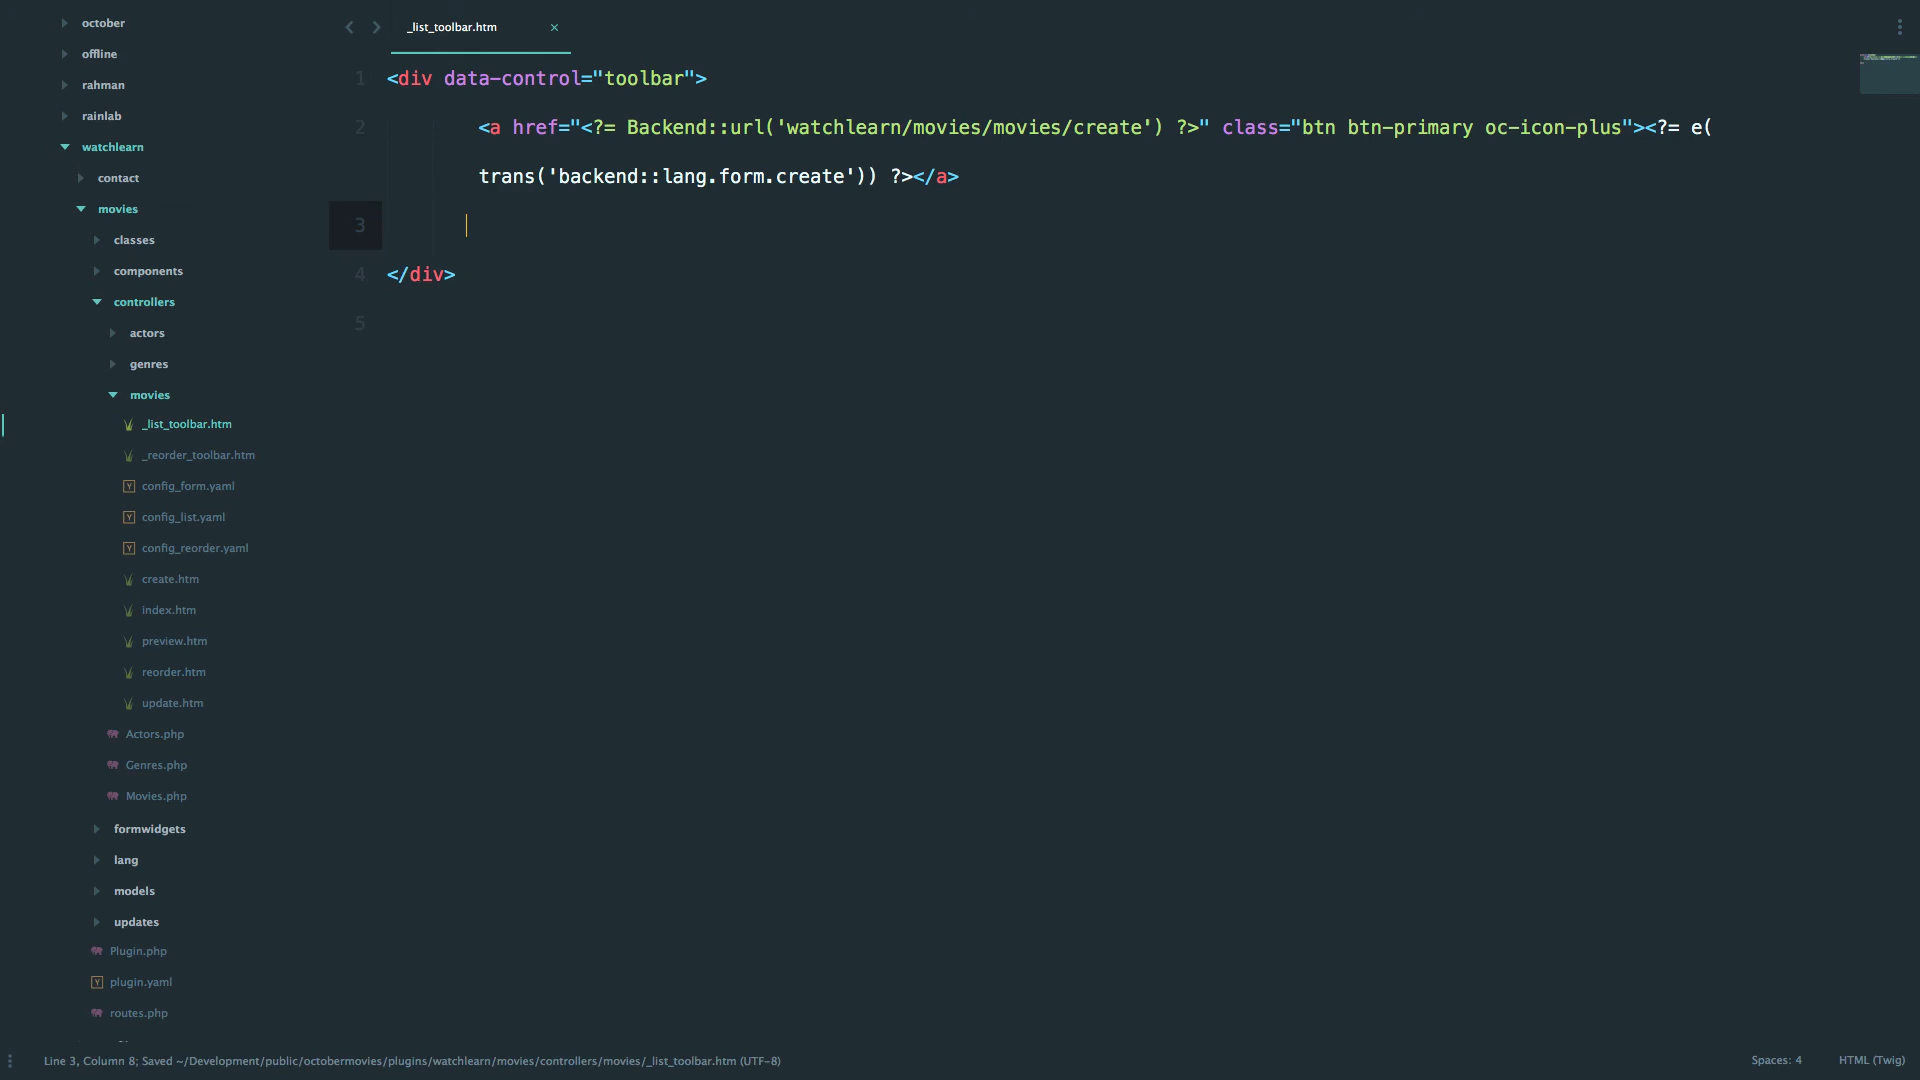 october
offline
rahman
rainlab
watchlearn
contact
movies
classes
components
controllers
actors
genres
movies
_list_toolbar.htm
_reorder_toolbar.htm
config_form.yaml
config_list.yaml
config_reorder.yaml
create.htm
index.htm
preview.htm
reorder.htm
update.htm
Actors.php
Genres.php
Movies.php
formwidgets
lang
models
updates
Plugin.php
plugin.yaml
routes.php
_list_toolbar.htm
1 <div data-control="toolbar">
2 <a href="<?= Backend::url('watchlearn/movies/movies/create') ?>" class="btn btn-primary oc-icon-plus"><?= e(
trans('backend::lang.form.create')) ?></a>
3
4 </div>
5
Line 3, Column 8; Saved ~/Development/public/octobermovies/plugins/watchlearn/movies/controllers/movies/_list_toolbar.htm (UTF-8)
Spaces: 4
HTML (Twig)